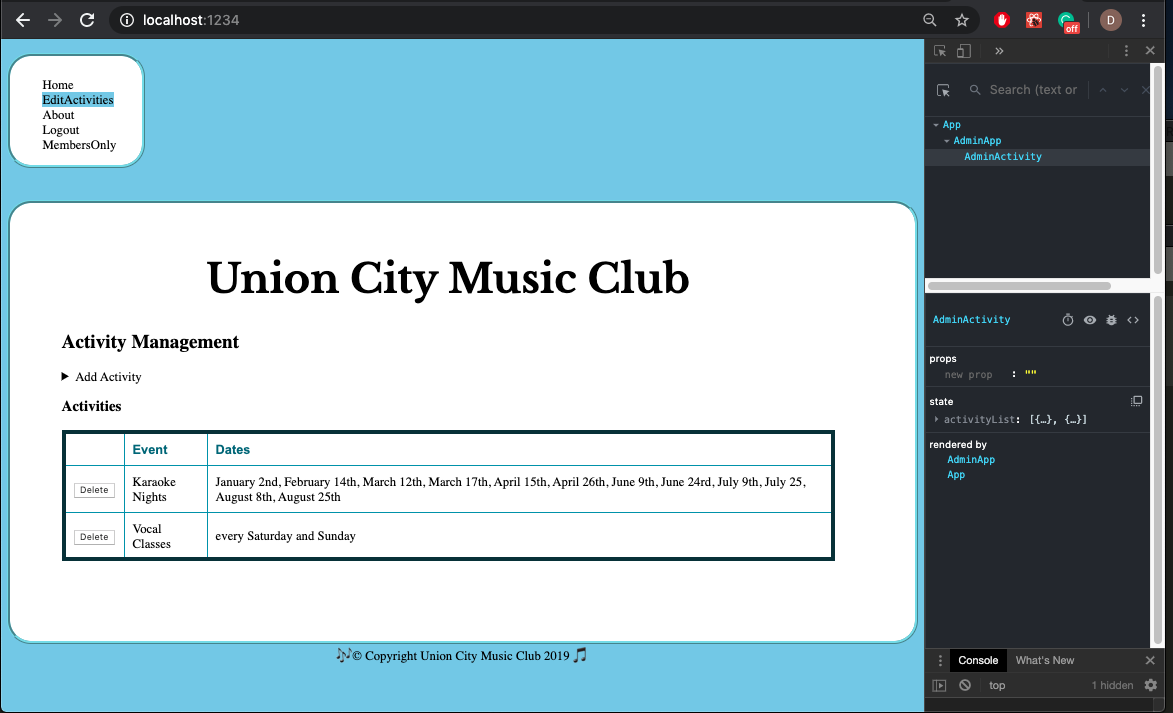 localhost:1234
off
D
Home
EditActivities
About
Logout
MembersOnly
Union City Music Club
Activity Management
Add Activity
Activities
Event Dates
Delete
Karaoke
Nights
January 2nd, February 14th, March 12th, March 17th, April 15th, April 26th, June 9th, June 24rd, July 9th, July 25,
August 8th, August 25th
Delete
Vocal
Classes
every Saturday and Sunday
🎶© Copyright Union City Music Club 2019 🎵
Search (text or
App
AdminApp
AdminActivity
AdminActivity
props
new prop : ""
state
activityList: [{…}, {…}]
rendered by
AdminApp
App
Console What's New
top 1 hidden